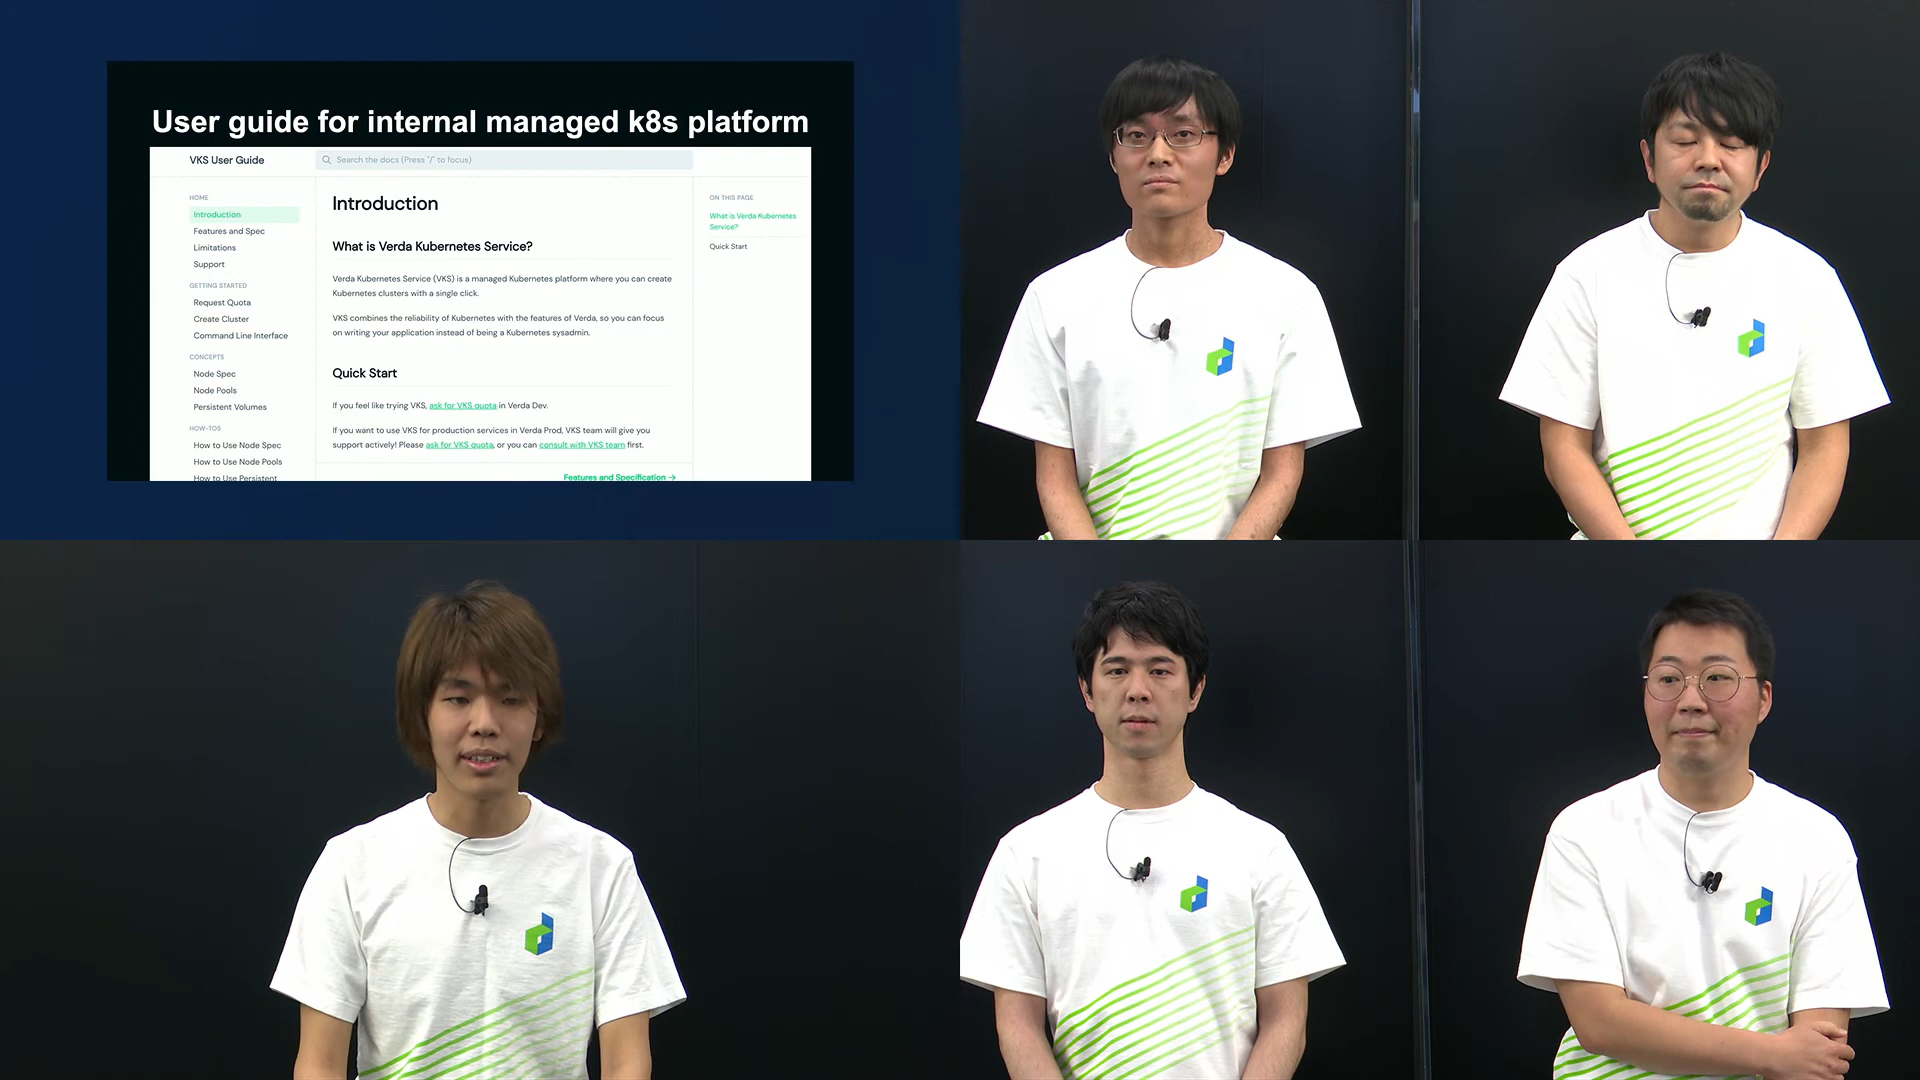 User guide for internal managed k8s platform
VKS User Guide
Search the docs (Press "/" to focus)
HOME
Introduction
Features and Spec
Limitations
Support
GETTING STARTED
Request Quota
Create Cluster
Command Line Interface
CONCEPTS
Node Spec
Node Pools
Persistent Volumes
HOW-TOS
How to Use Node Spec
How to Use Node Pools
How to Use Persistent
Introduction
What is Verda Kubernetes Service?
Verda Kubernetes Service (VKS) is a managed Kubernetes platform where you can create
Kubernetes clusters with a single click.
VKS combines the reliability of Kubernetes with the features of Verda, so you can focus
on writing your application instead of being a Kubernetes sysadmin.
Quick Start
If you feel like trying VKS, ask for VKS quota in Verda Dev.
If you want to use VKS for production services in Verda Prod, VKS team will give you
support actively! Please ask for VKS quota, or you can consult with VKS team first.
Features and Specification →
ON THIS PAGE
What is Verda Kubernetes
Service?
Quick Start